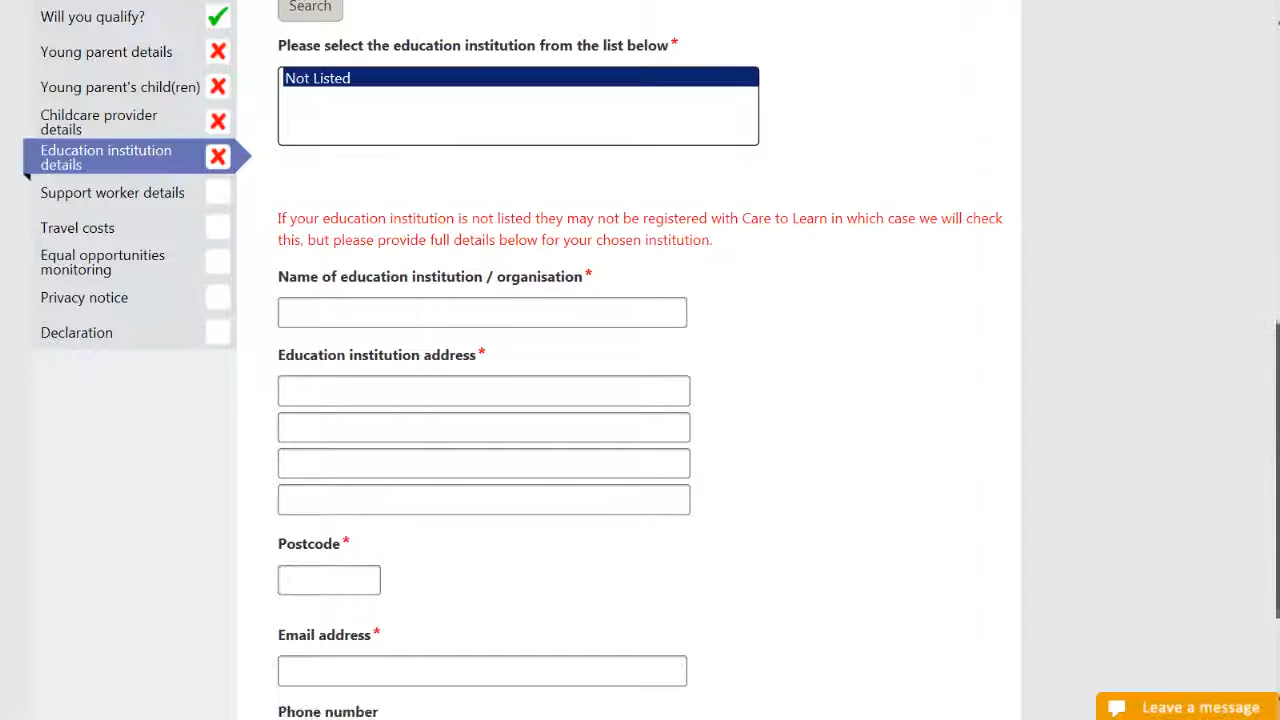 Will you qualify?
Young parent details
Young parent's child(ren)
Childcare provider
details
Education institution
details
Support worker details
Travel costs
Equal opportunities
monitoring
Privacy notice
Declaration
Search
Please select the education institution from the list below*
Not Listed
If your education institution is not listed they may not be registered with Care to Learn in which case we will check
this, but please provide full details below for your chosen institution.
Name of education institution / organisation*
Education institution address*
Postcode*
Email address*
Phone number
Leave a message